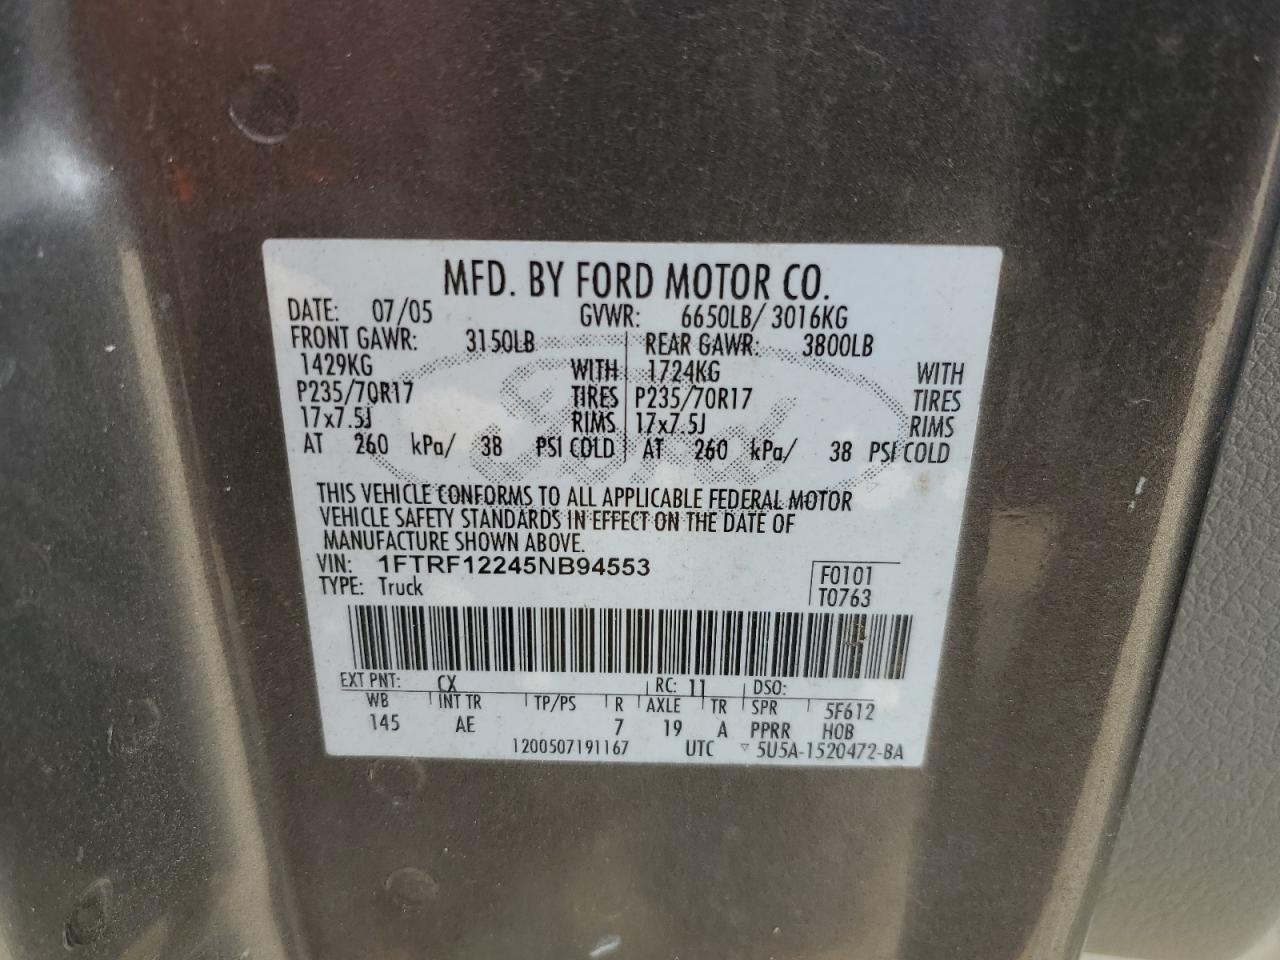 MFD. BY FORD MOTOR CO.
DATE: 07/05 GVWR: 6650LB/ 3016KG
FRONT GAWR: 3150LB REAR GAWR: 3800LB
1429KG WITH 1724KG WITH
P235/70R17 TIRES P235/70R17 TIRES
17x7.5J RIMS 17x7.5J RIMS
AT 260 kPa/ 38 PSI COLD AT 260 kPa/ 38 PSI COLD
Ford
THIS VEHICLE CONFORMS TO ALL APPLICABLE FEDERAL MOTOR
VEHICLE SAFETY STANDARDS IN EFFECT ON THE DATE OF
MANUFACTURE SHOWN ABOVE.
VIN: 1FTRF12245NB94553 F0101
TYPE: Truck T0763
EXT PNT: CX RC: 11 DSO:
WB INT TR TP/PS R AXLE TR SPR 5F612
145 AE 7 19 A PPRR HOB
1200507191167 UTC ▽ 5U5A-1520472-BA